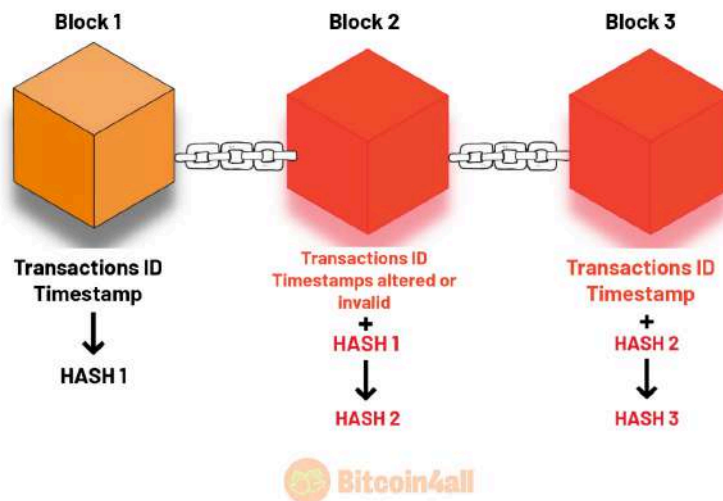 Block 1
Block 2
Block 3
Transactions ID
Timestamp
HASH 1
Transactions ID
Timestamps altered or
invalid
+
HASH 1
HASH 2
Transactions ID
Timestamp
+
HASH 2
HASH 3
Bitcoin4all